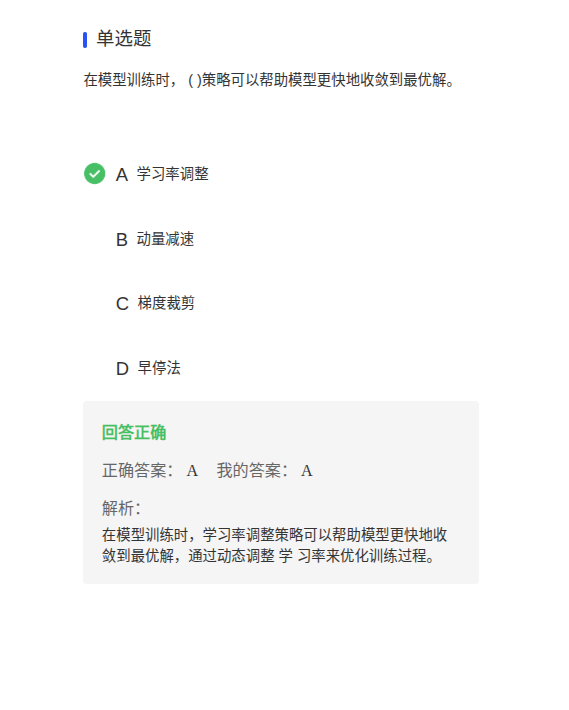 单选题
在模型训练时， ( )策略可以帮助模型更快地收敛到最优解。
A 学习率调整
B 动量减速
C 梯度裁剪
D 早停法
回答正确
正确答案： A 我的答案： A
解析：
在模型训练时，学习率调整策略可以帮助模型更快地收
敛到最优解，通过动态调整 学 习率来优化训练过程。